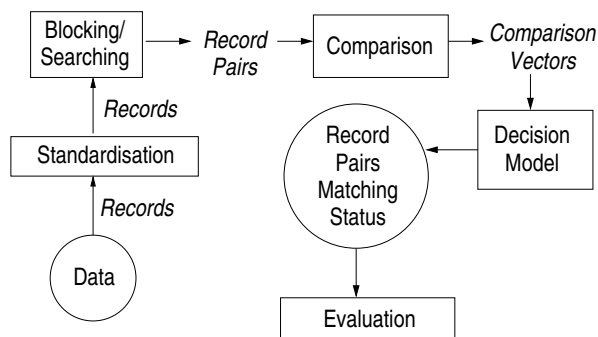 Blocking/
Searching
Record
Pairs
Comparison
Comparison
Vectors
Records
Standardisation
Records
Data
Record
Pairs
Matching
Status
Decision
Model
Evaluation